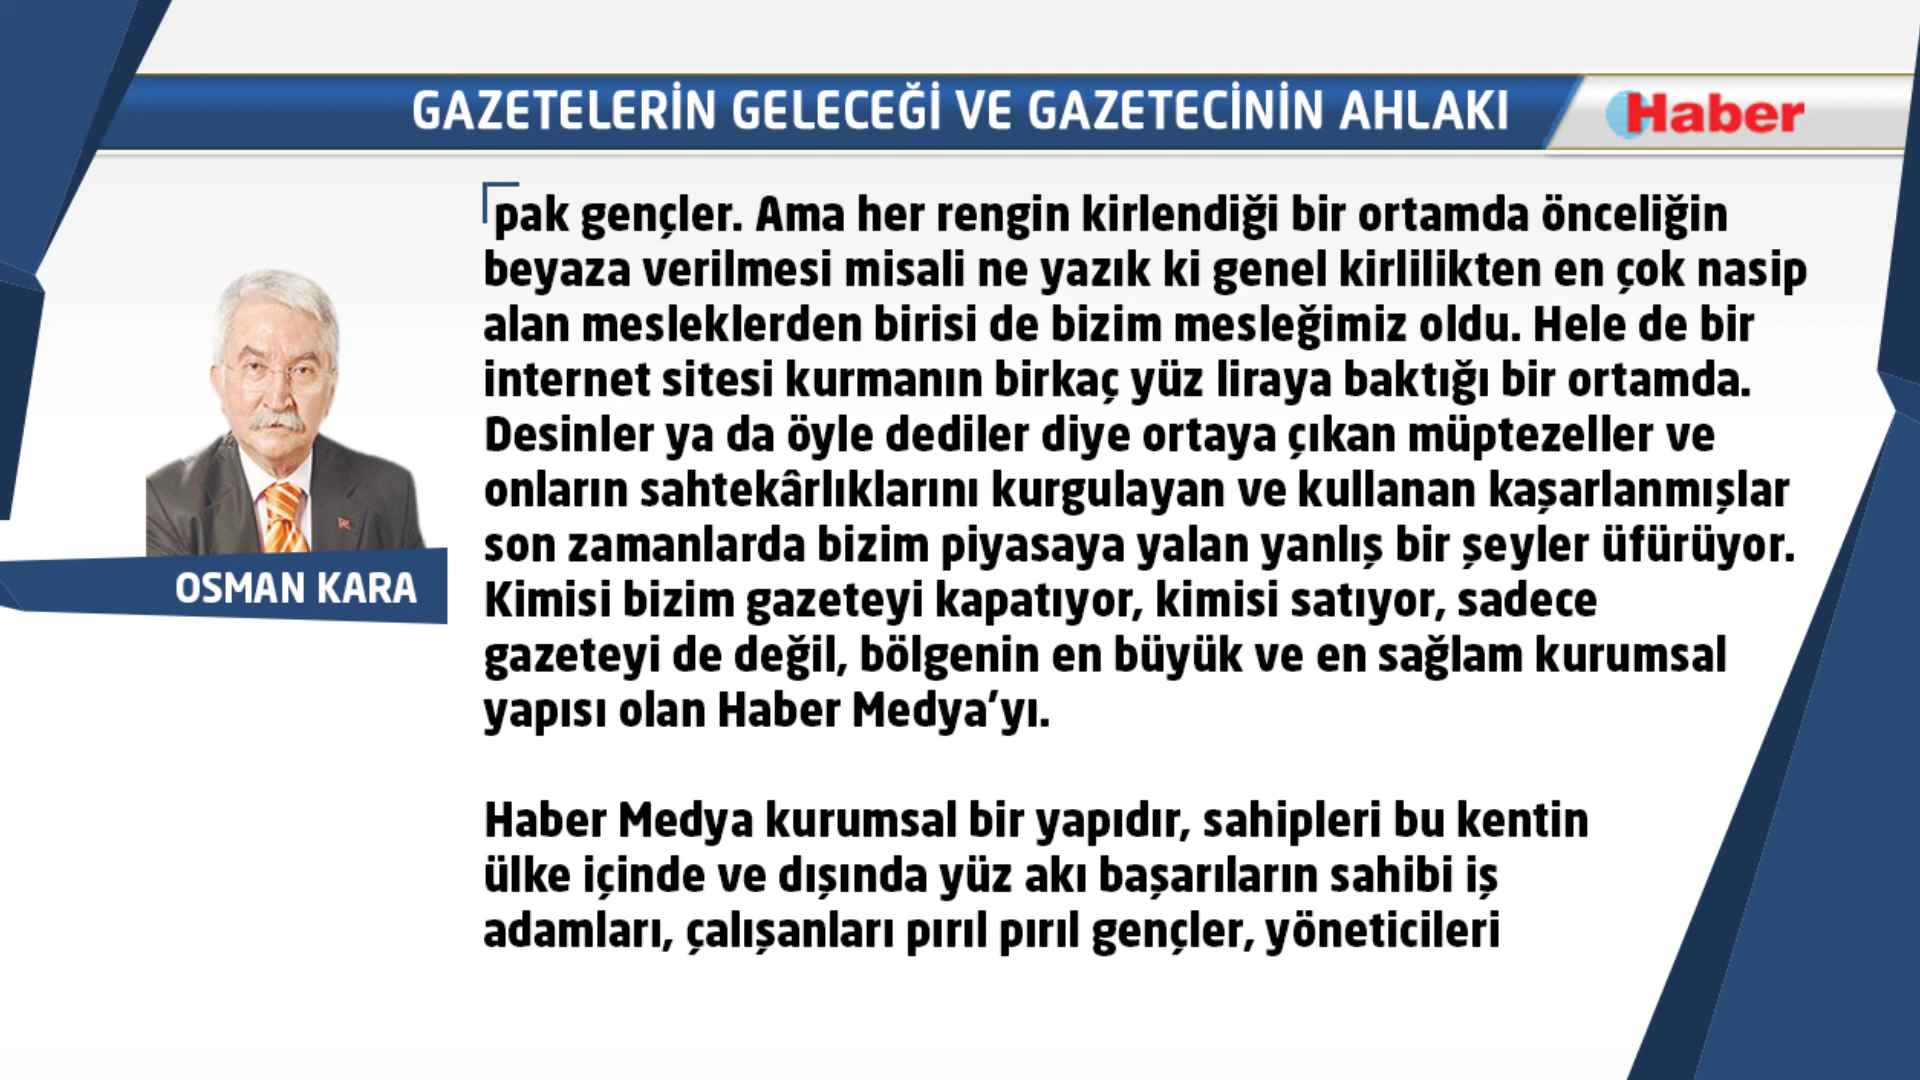 GAZETELERİN GELECEĞİ VE GAZETECİNİN AHLAKI
Haber
pak gençler. Ama her rengin kirlendiği bir ortamda önceliğin
beyaza verilmesi misali ne yazık ki genel kirlilikten en çok nasip
alan mesleklerden birisi de bizim mesleğimiz oldu. Hele de bir
internet sitesi kurmanın birkaç yüz liraya baktığı bir ortamda.
Desinler ya da öyle dediler diye ortaya çıkan müptezeller ve
onların sahtekârlıklarını kurgulayan ve kullanan kaşarlanmışlar
son zamanlarda bizim piyasaya yalan yanlış bir şeyler üfürüyor.
Kimisi bizim gazeteyi kapatıyor, kimisi satıyor, sadece
gazeteyi de değil, bölgenin en büyük ve en sağlam kurumsal
yapısı olan Haber Medya’yı.
Haber Medya kurumsal bir yapıdır, sahipleri bu kentin
ülke içinde ve dışında yüz akı başarıların sahibi iş
adamları, çalışanları pırıl pırıl gençler, yöneticileri
OSMAN KARA